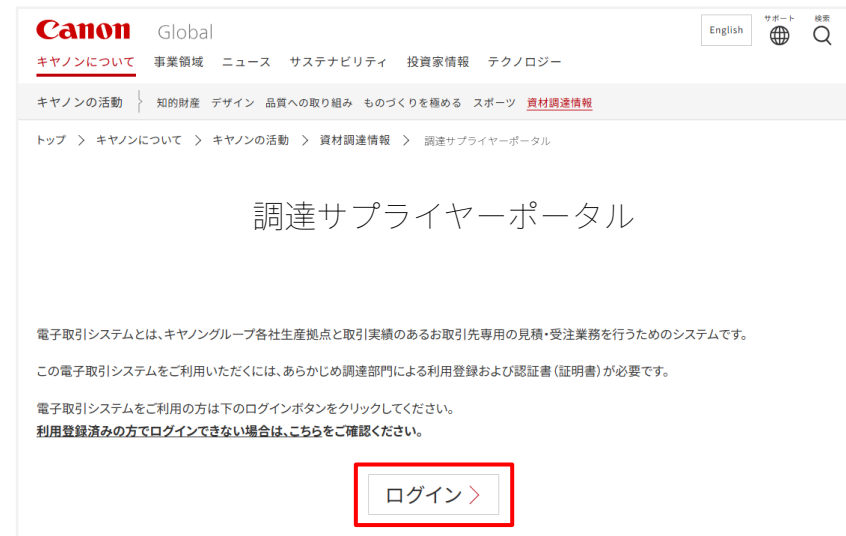 Canon Global
English
サポート
検索
キヤノンについて 事業領域 ニュース サステナビリティ 投資家情報 テクノロジー
キヤノンの活動 知的財産 デザイン 品質への取り組み ものづくりを極める スポーツ 資材調達情報
トップ > キヤノンについて > キヤノンの活動 > 資材調達情報 > 調達サプライヤーポータル
調達サプライヤーポータル
電子取引システムとは、キヤノングループ各社生産拠点と取引実績のあるお取引先専用の見積・受注業務を行うためのシステムです。
この電子取引システムをご利用いただくには、あらかじめ調達部門による利用登録および認証書(証明書)が必要です。
電子取引システムをご利用の方は下のログインボタンをクリックしてください。
利用登録済みの方でログインできない場合は、こちらをご確認ください。
ログイン >